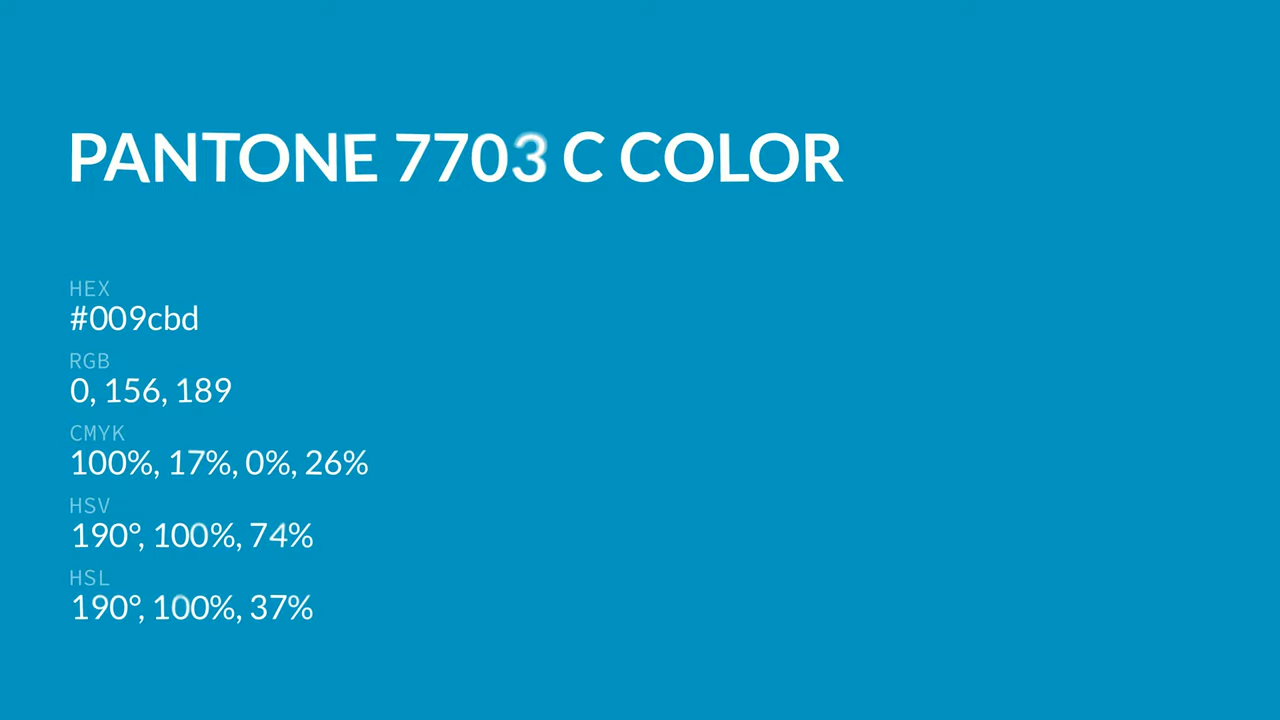 PANTONE 7703 C COLOR
HEX
#009cbd
RGB
0, 156, 189
CMYK
100%, 17%, 0%, 26%
HSV
190°, 100%, 74%
HSL
190°, 100%, 37%